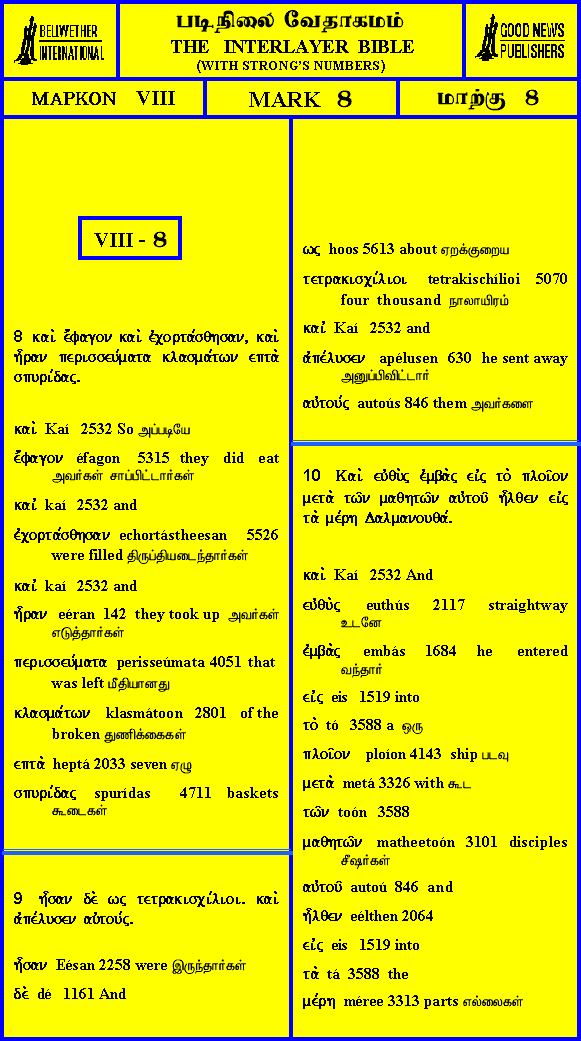 BELLWETHER
INTERNATIONAL
படிநிலை வேதாகமம்
THE INTERLAYER BIBLE
(WITH STRONG'S NUMBERS)
GOOD NEWS
PUBLISHERS
ΜΑΡΚΟΝ VIII
MARK 8
மாற்கு 8
VIII - 8
8 καὶ ἔφαγον καὶ ἐχορτάσθησαν, καὶ
ἦραν περισσεύματα κλασμάτων επτὰ
σπυρίδας.
καὶ Kaí 2532 So அப்படியே
ἔφαγον éfagon 5315 they did eat
அவர்கள் சாப்பிட்டார்கள்
καὶ kaí 2532 and
ἐχορτάσθησαν echortástheesan 5526
were filled திருப்தியடைந்தார்கள்
καὶ kaí 2532 and
ἦραν eéran 142 they took up அவர்கள்
எடுத்தார்கள்
περισσεύματα perisseúmata 4051 that
was left மீதியானது
κλασμάτων klasmátoon 2801 of the
broken துணிக்கைகள்
επτὰ heptá 2033 seven ஏழு
σπυρίδας spurídas 4711 baskets
கூடைகள்
9 ἦσαν δὲ ως τετρακισχίλιοι. καὶ
ἀπέλυσεν αὐτούς.
ἦσαν Eésan 2258 were இருந்தார்கள்
δὲ dé 1161 And
ως hoos 5613 about ஏறக்குறைய
τετρακισχίλιοι tetrakischílioi 5070
four thousand நாலாயிரம்
καὶ Kaí 2532 and
ἀπέλυσεν apélusen 630 he sent away
அனுப்பிவிட்டார்
αὐτούς autoús 846 them அவர்களை
10 Καὶ εὐθὺς ἐμβὰς εἰς τὸ πλοῖον
μετὰ τῶν μαθητῶν αὐτοῦ ἦλθεν εἰς
τὰ μέρη Δαλμανουθά.
καὶ Kaí 2532 And
εὐθὺς euthús 2117 straightway
உடனே
ἐμβὰς embás 1684 he entered
வந்தார்
εἰς eis 1519 into
τὸ tó 3588 a ஒரு
πλοῖον ploíon 4143 ship படவு
μετὰ metá 3326 with கூட
τῶν toón 3588
μαθητῶν matheetoón 3101 disciples
சீஷர்கள்
αὐτοῦ autoú 846 and
ἦλθεν eélthen 2064
εἰς eis 1519 into
τὰ tá 3588 the
μέρη méree 3313 parts எல்லைகள்